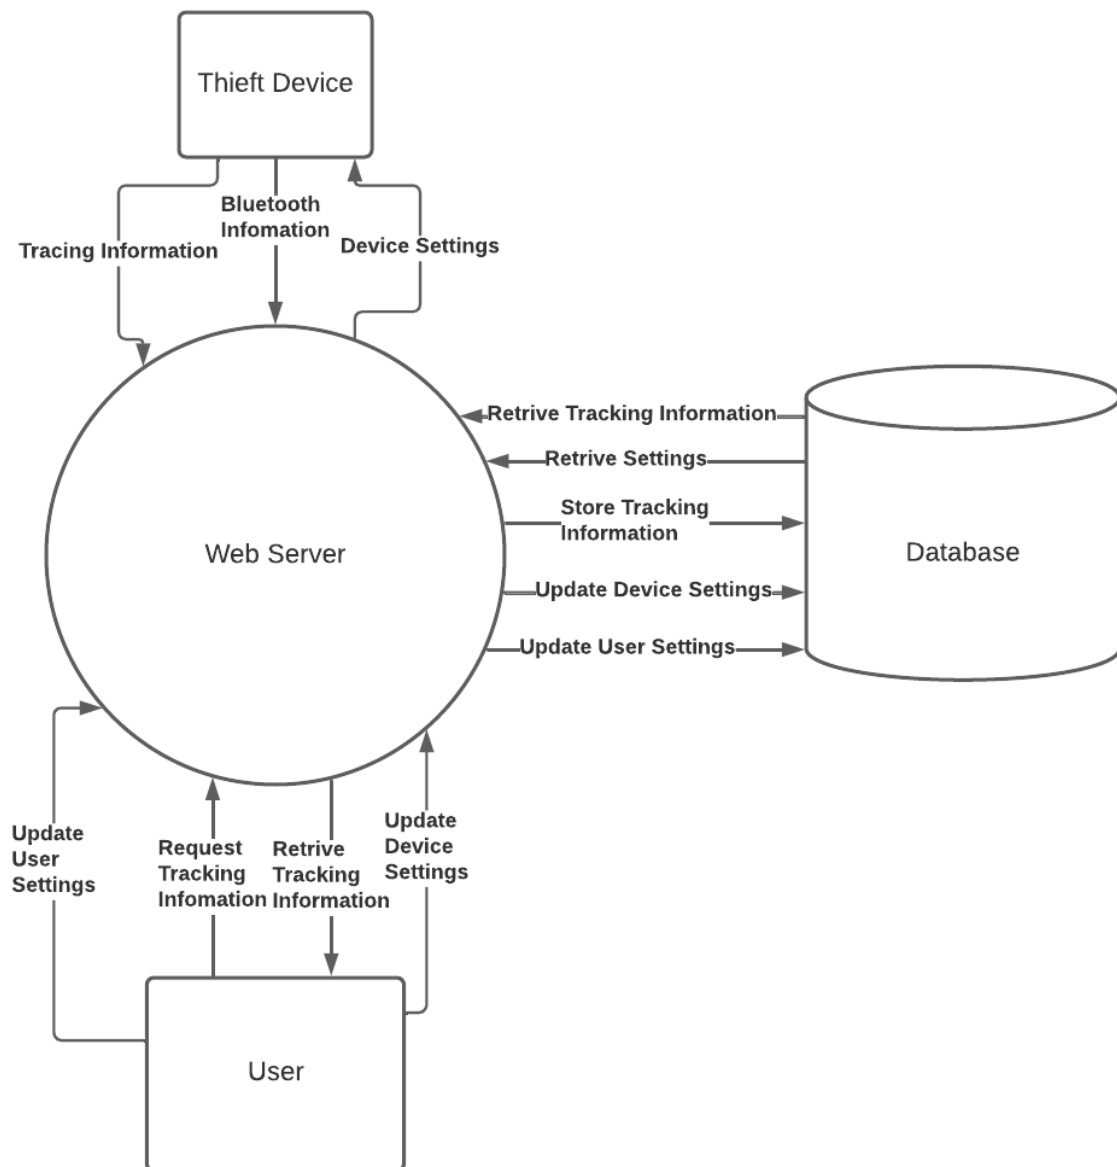 Thieft Device
Bluetooth
Infomation
Tracing Information
Device Settings
Retrive Tracking Information
Retrive Settings
Store Tracking
Information
Web Server
Database
Update Device Settings
Update User Settings
Update
User
Settings
Request
Tracking
Infomation
Retrive
Tracking
Information
Update
Device
Settings
User